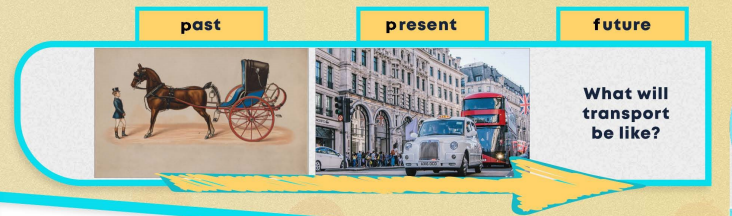 past
present
future
What will
transport
be like?